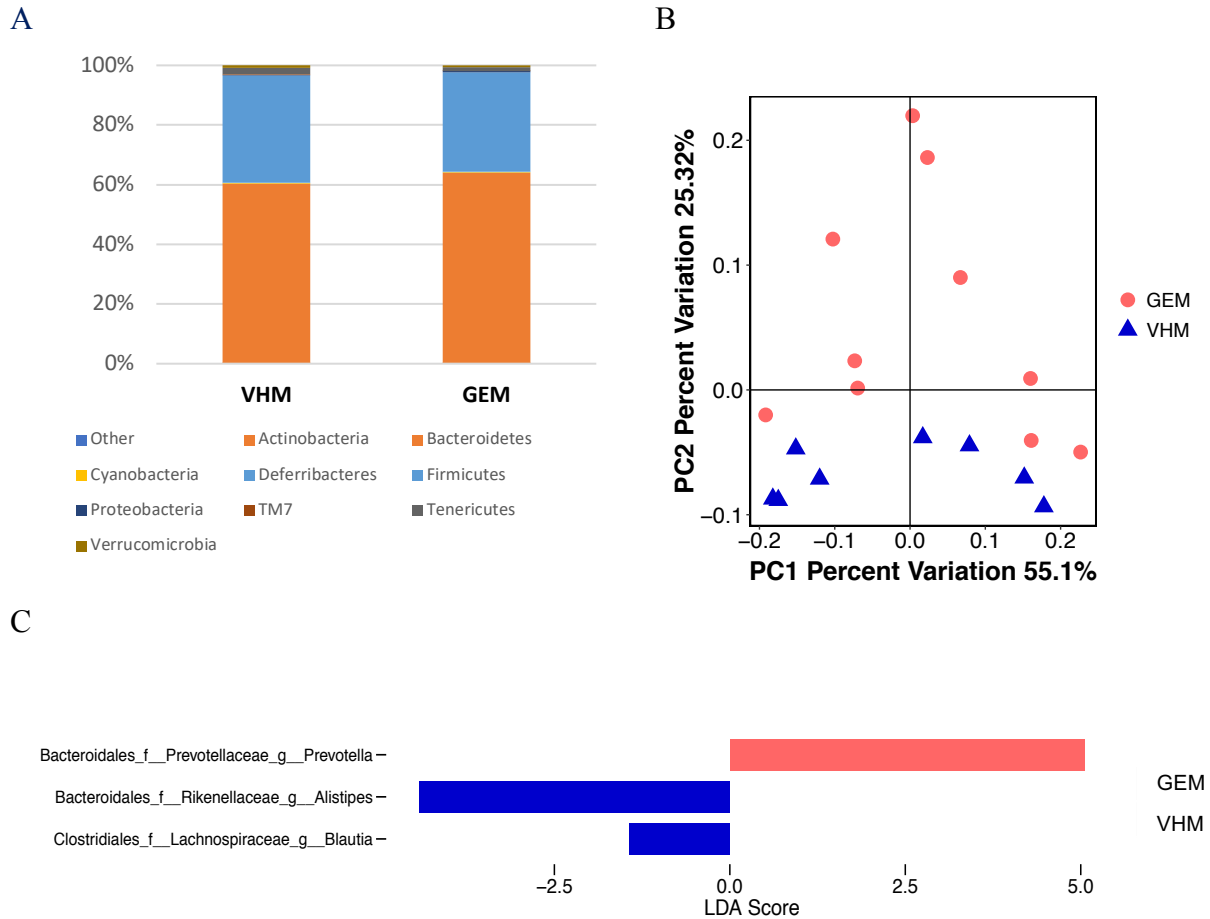 A
100%
80%
60%
40%
20%
0%
VHM GEM
Other Actinobacteria Bacteroidetes
Cyanobacteria Deferribacteres Firmicutes
Proteobacteria TM7 Tenericutes
Verrucomicrobia
B
PC2 Percent Variation 25.32%
0.2
0.1
0.0
−0.1
−0.2 −0.1 0.0 0.1 0.2
PC1 Percent Variation 55.1%
GEM
VHM
C
Bacteroidales_f__Prevotellaceae_g__Prevotella
Bacteroidales_f__Rikenellaceae_g__Alistipes
Clostridiales_f__Lachnospiraceae_g__Blautia
−2.5 0.0 2.5 5.0
LDA Score
GEM
VHM